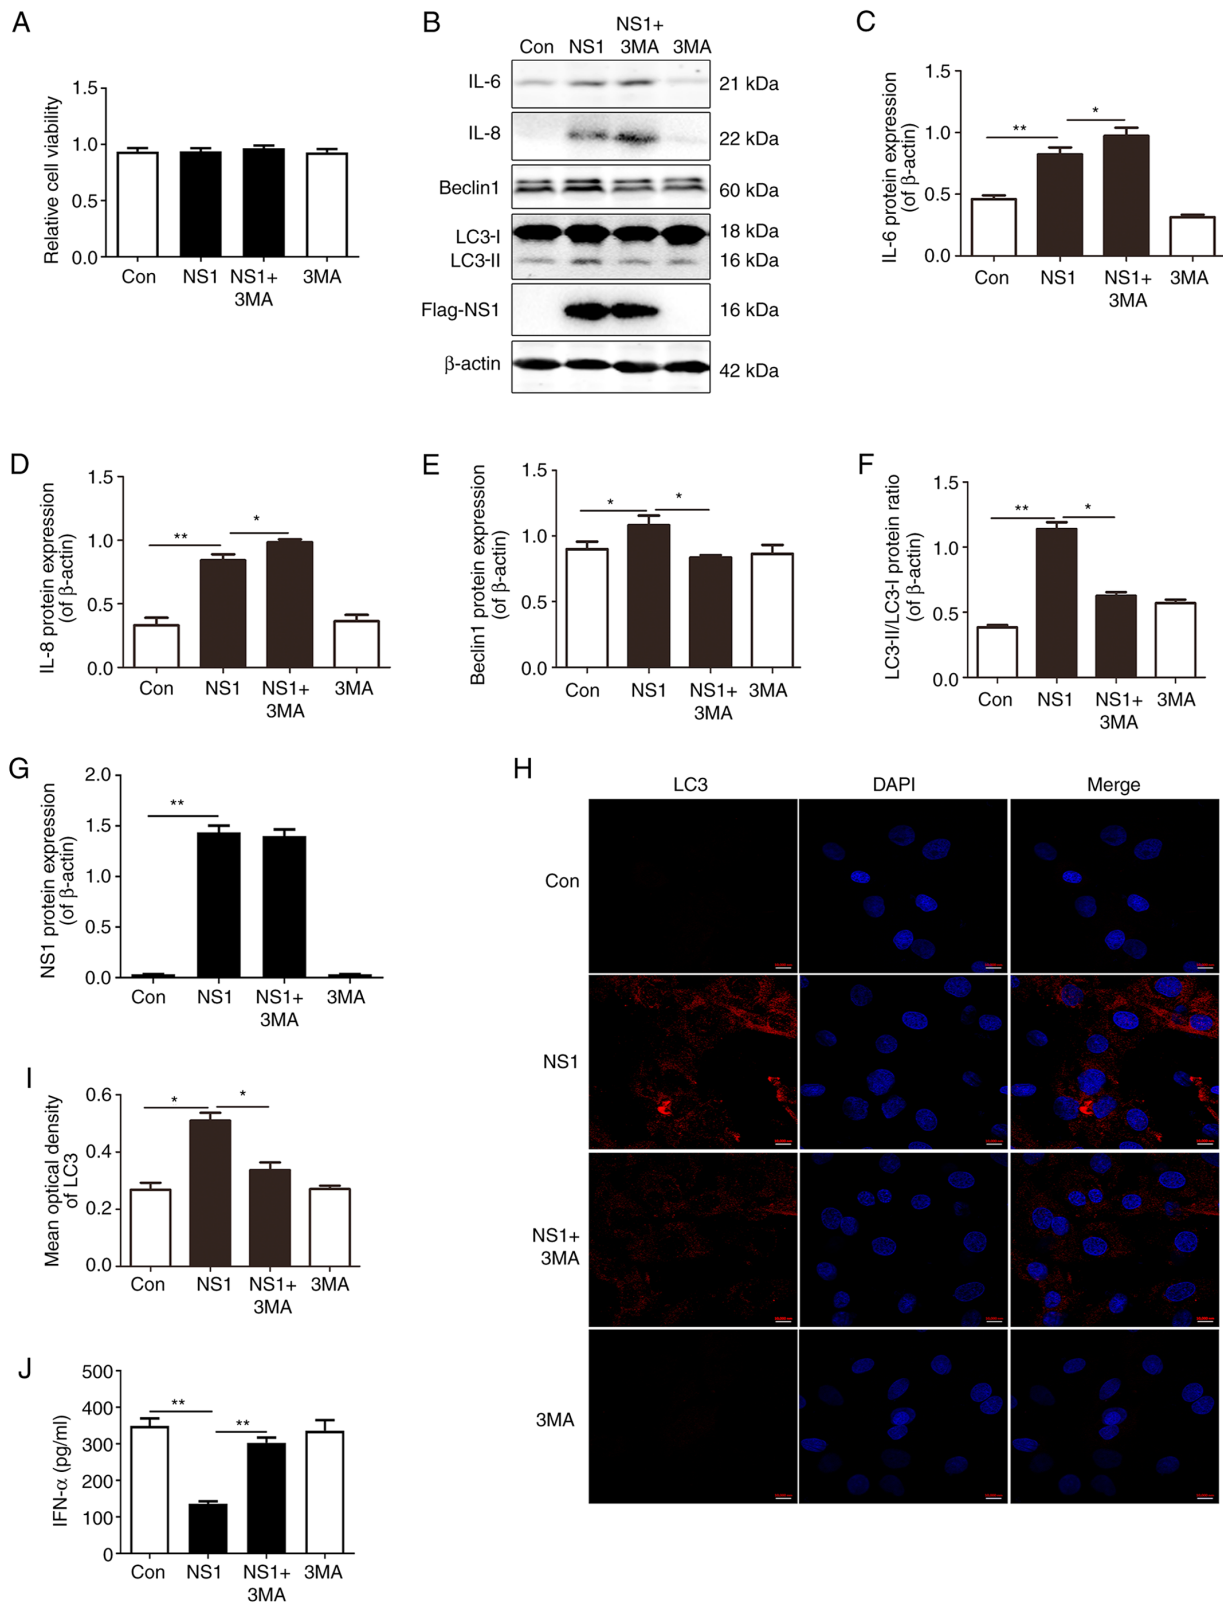 A
Relative cell viability
1.5
1.0
0.5
0.0
Con NS1 NS1+ 3MA
3MA
B
NS1+
Con NS1 3MA 3MA
IL-6 21 kDa
IL-8 22 kDa
Beclin1 60 kDa
LC3-I 18 kDa
LC3-II 16 kDa
Flag-NS1 16 kDa
β-actin 42 kDa
C
IL-6 protein expression
(of β-actin)
1.5
1.0
0.5
0.0
** *
Con NS1 NS1+ 3MA
3MA
D
IL-8 protein expression
(of β-actin)
1.5
1.0
0.5
0.0
** *
Con NS1 NS1+ 3MA
3MA
E
Beclin1 protein expression
(of β-actin)
1.5
1.0
0.5
0.0
* *
Con NS1 NS1+ 3MA
3MA
F
LC3-II/LC3-I protein ratio
(of β-actin)
1.5
1.0
0.5
0.0
** *
Con NS1 NS1+ 3MA
3MA
G
NS1 protein expression
(of β-actin)
2.0
1.5
1.0
0.5
0.0
**
Con NS1 NS1+ 3MA
3MA
H
LC3 DAPI Merge
Con
NS1
NS1+
3MA
3MA
I
Mean optical density
of LC3
0.6
0.4
0.2
0.0
* *
Con NS1 NS1+ 3MA
3MA
J
IFN-α (pg/ml)
500
400
300
200
100
0
** **
Con NS1 NS1+ 3MA
3MA